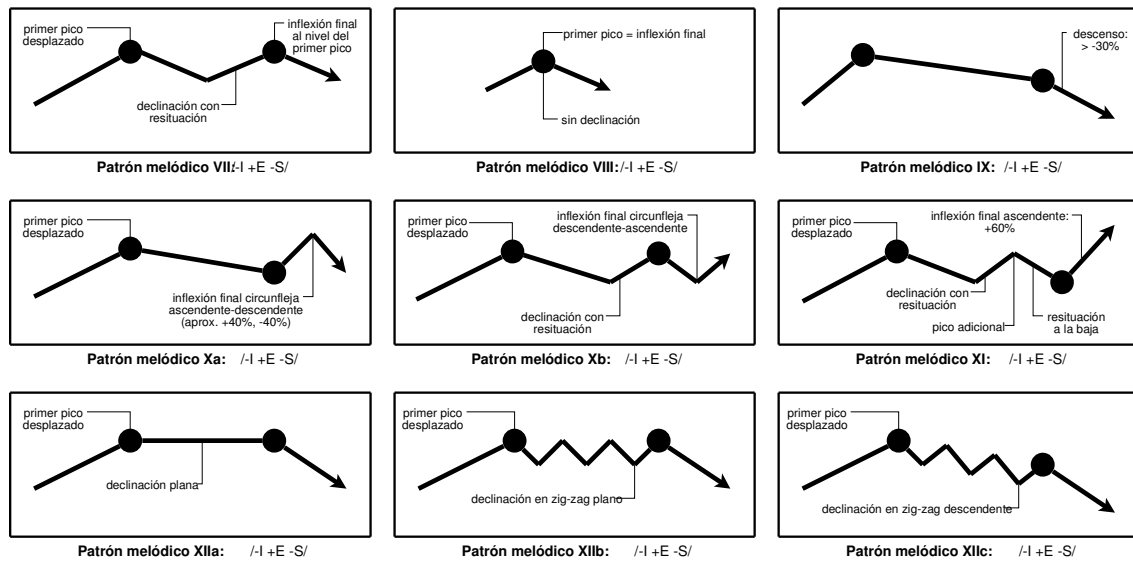 primer pico
desplazado
inflexión final
al nivel del
primer pico
declinación con
resituación
Patrón melódico VII:/-I +E -S/
primer pico = inflexión final
sin declinación
Patrón melódico VIII:/-I +E -S/
descenso:
> -30%
Patrón melódico IX: /-I +E -S/
primer pico
desplazado
inflexión final circunfleja
ascendente-descendente
(aprox. +40%, -40%)
Patrón melódico Xa: /-I +E -S/
primer pico
desplazado
inflexión final circunfleja
descendente-ascendente
declinación con
resituación
Patrón melódico Xb: /-I +E -S/
primer pico
desplazado
inflexión final ascendente:
+60%
declinación con
resituación
pico adicional
resituación
a la baja
Patrón melódico XI: /-I +E -S/
primer pico
desplazado
declinación plana
Patrón melódico XIIa: /-I +E -S/
primer pico
desplazado
declinación en zig-zag plano
Patrón melódico XIIb: /-I +E -S/
primer pico
desplazado
declinación en zig-zag descendente
Patrón melódico XIIc: /-I +E -S/